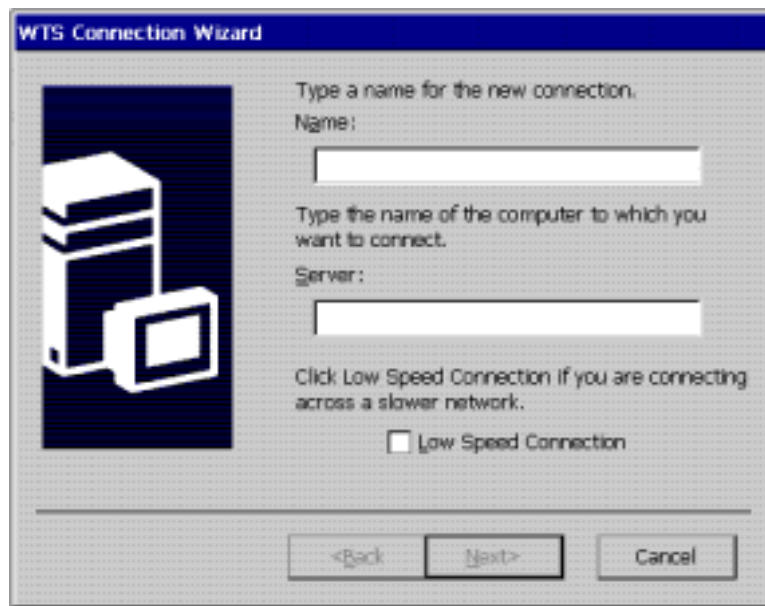 WTS Connection Wizard
Type a name for the new connection.
Name:
Type the name of the computer to which you
want to connect.
Server:
Click Low Speed Connection if you are connecting
across a slower network.
Low Speed Connection
<Back Next> Cancel